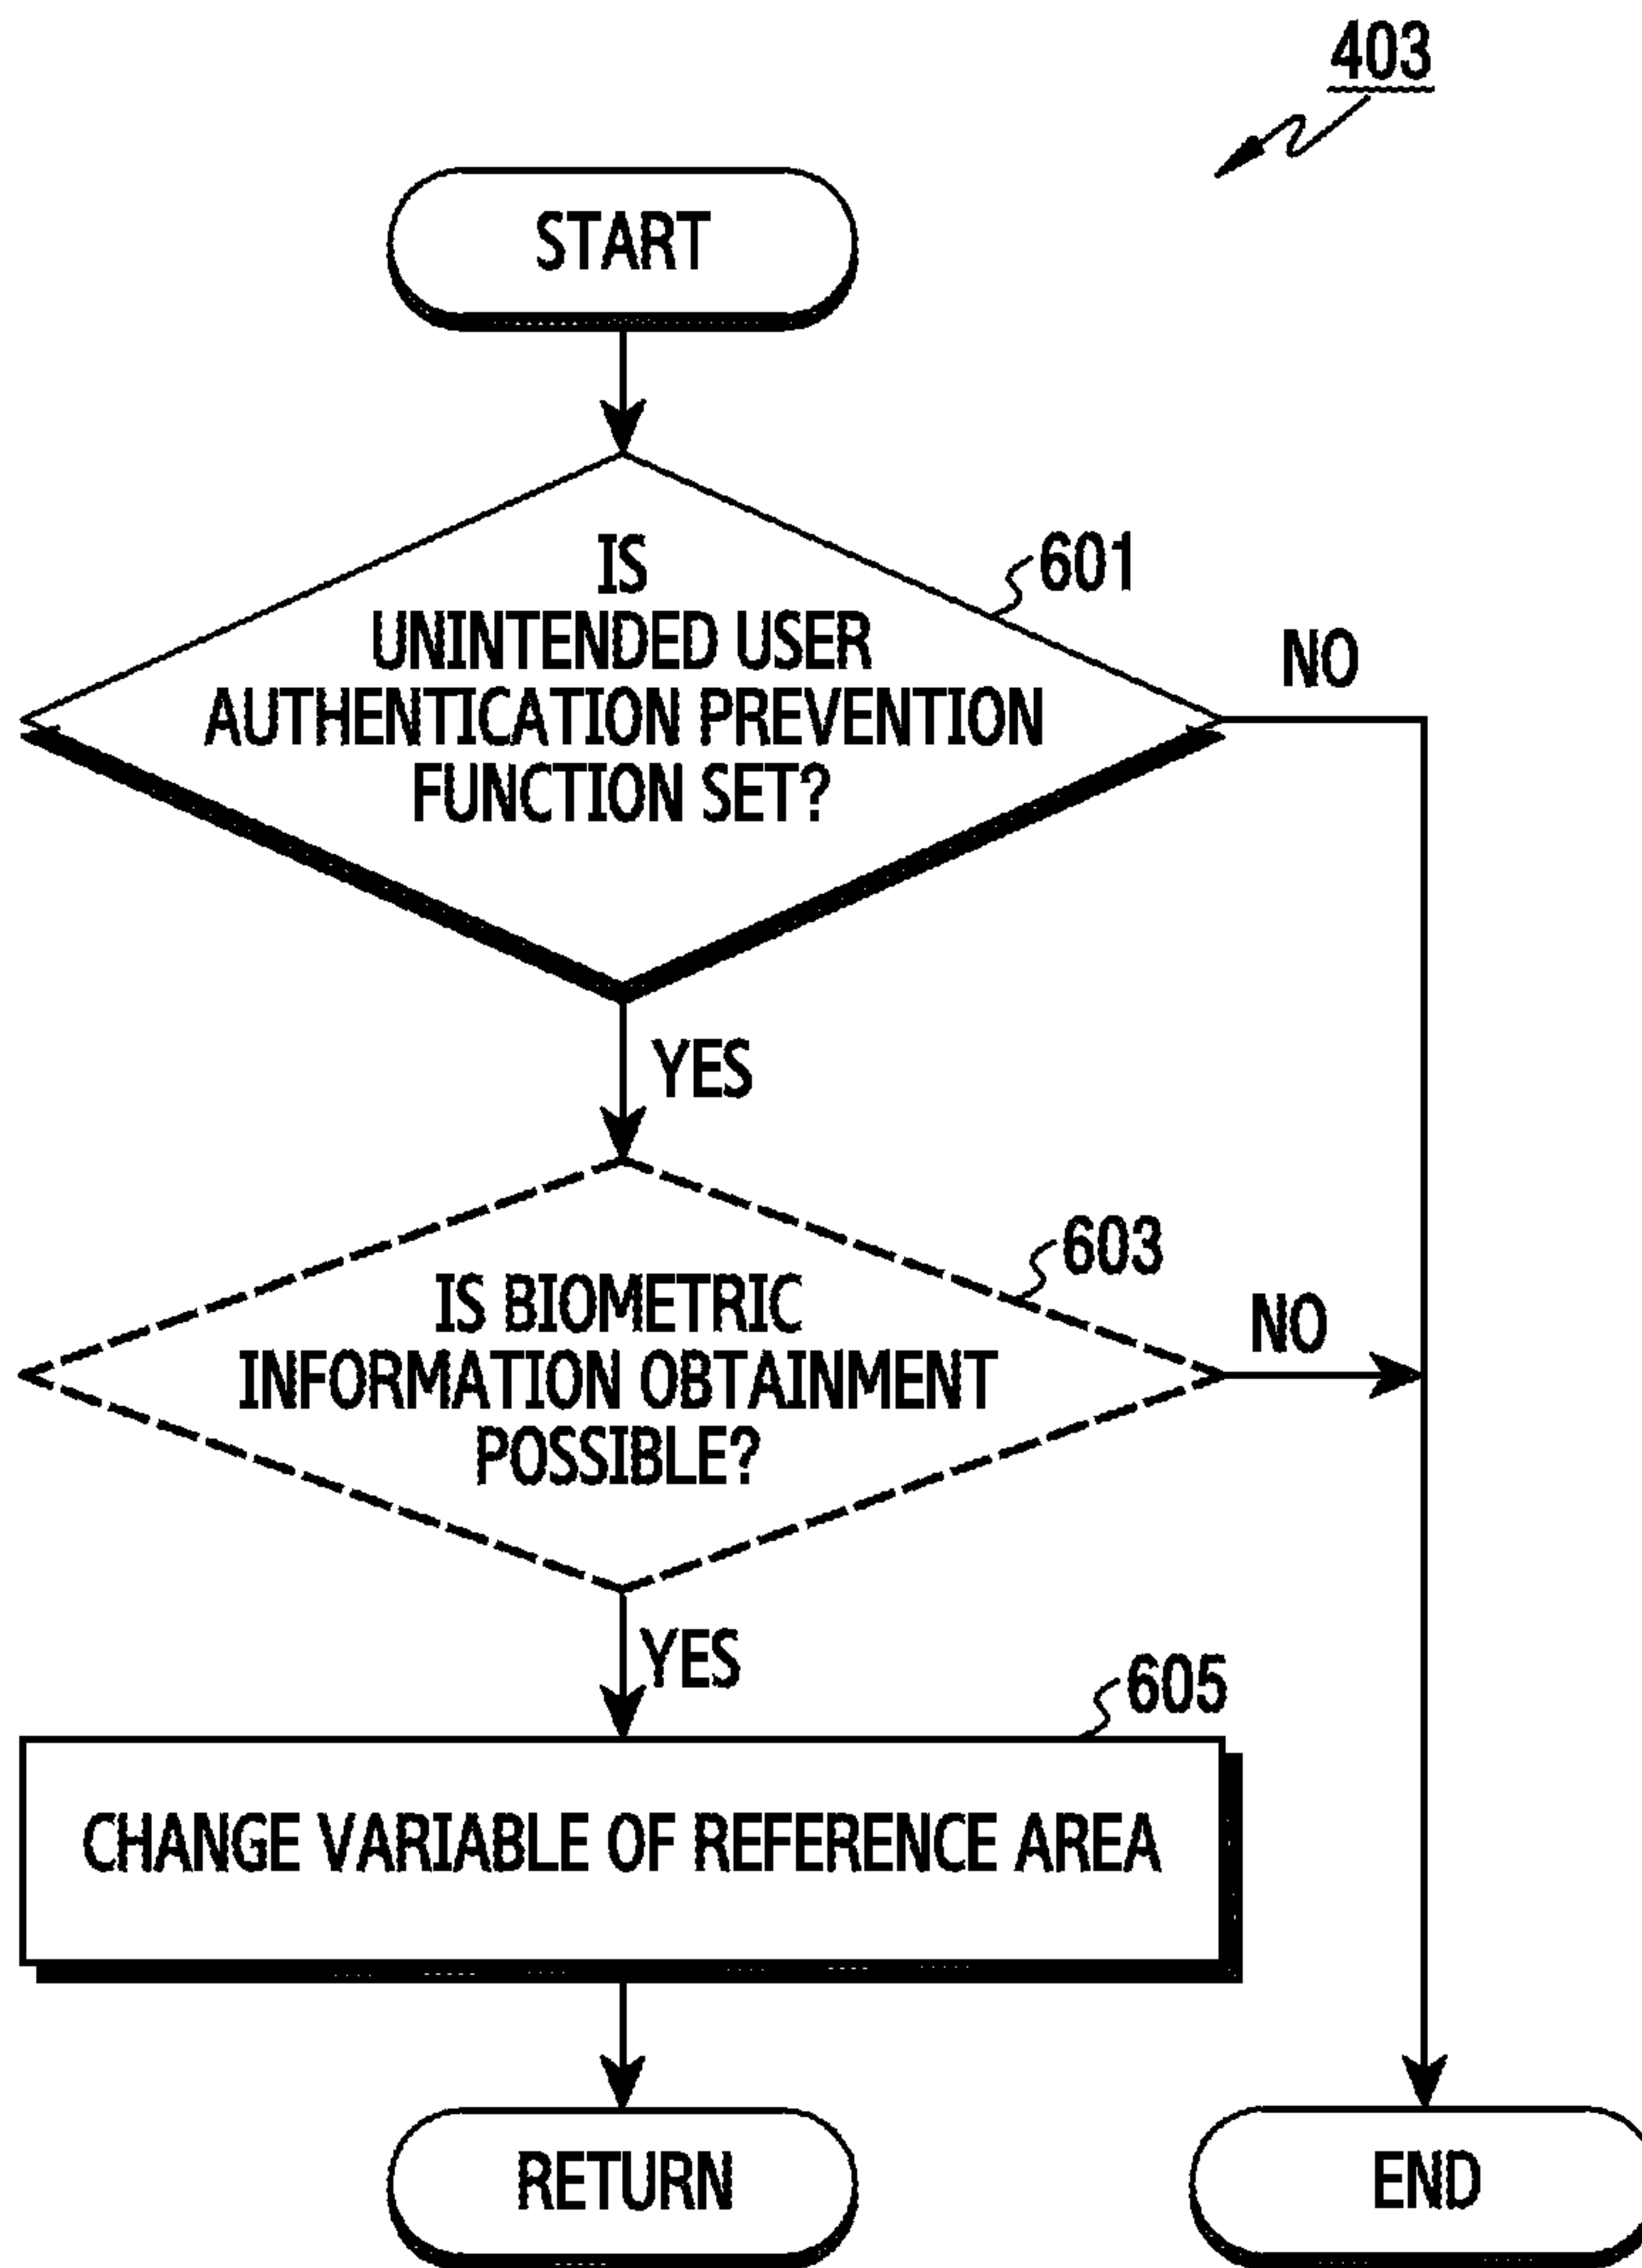 403
START
IS
UNINTENDED USER
AUTHENTICATION PREVENTION
FUNCTION SET?
601
NO
YES
IS BIOMETRIC
INFORMATION OBTAINMENT
POSSIBLE?
603
NO
YES
605
CHANGE VARIABLE OF REFERENCE AREA
RETURN
END